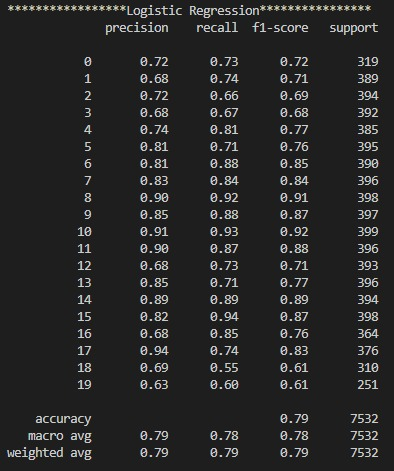 *****************Logistic Regression****************
precision recall f1-score support
0 0.72 0.73 0.72 319
1 0.68 0.74 0.71 389
2 0.72 0.66 0.69 394
3 0.68 0.67 0.68 392
4 0.74 0.81 0.77 385
5 0.81 0.71 0.76 395
6 0.81 0.88 0.85 390
7 0.83 0.84 0.84 396
8 0.90 0.92 0.91 398
9 0.85 0.88 0.87 397
10 0.91 0.93 0.92 399
11 0.90 0.87 0.88 396
12 0.68 0.73 0.71 393
13 0.85 0.71 0.77 396
14 0.89 0.89 0.89 394
15 0.82 0.94 0.87 398
16 0.68 0.85 0.76 364
17 0.94 0.74 0.83 376
18 0.69 0.55 0.61 310
19 0.63 0.60 0.61 251
accuracy 0.79 7532
macro avg 0.79 0.78 0.78 7532
weighted avg 0.79 0.79 0.79 7532